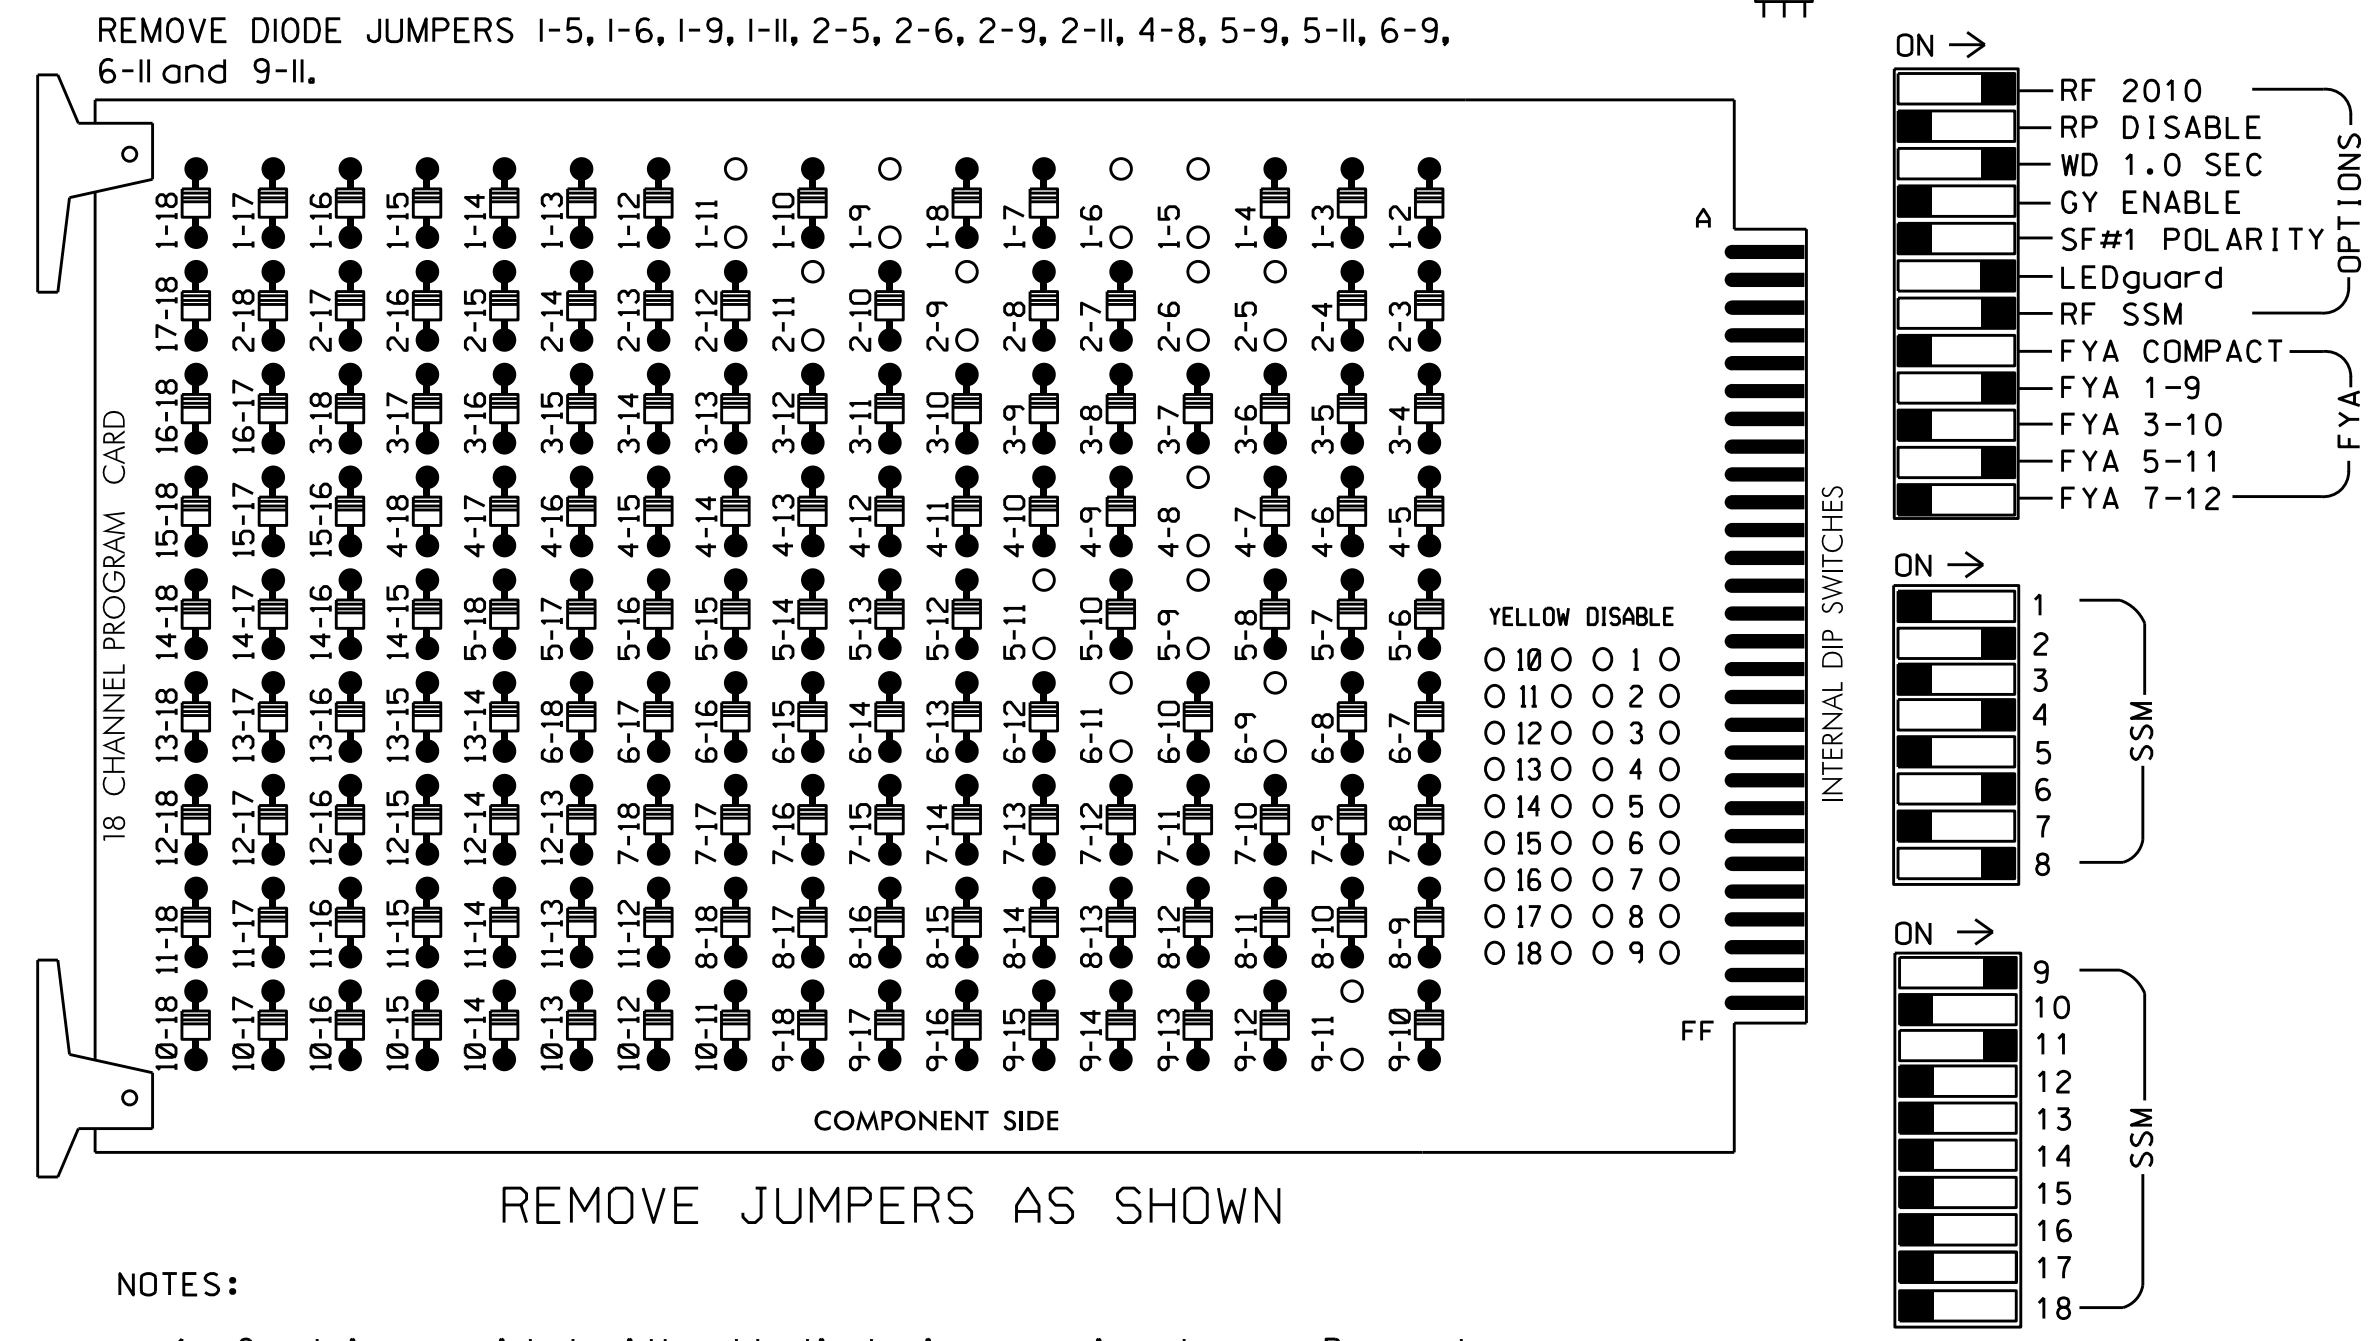 REMOVE DIODE JUMPERS 1-5, 1-6, 1-9, 1-11, 2-5, 2-6, 2-9, 2-11, 4-8, 5-9, 5-11, 6-9,
6-11 and 9-11.
18 CHANNEL PROGRAM CARD
1-18 1-17 1-16 1-15 1-14 1-13 1-12 1-11 1-10 1-9 1-8 1-7 1-6 1-5 1-4 1-3 1-2
17-18 2-18 2-17 2-16 2-15 2-14 2-13 2-12 2-11 2-10 2-9 2-8 2-7 2-6 2-5 2-4 2-3
16-18 16-17 3-18 3-17 3-16 3-15 3-14 3-13 3-12 3-11 3-10 3-9 3-8 3-7 3-6 3-5 3-4
15-18 15-17 15-16 4-18 4-17 4-16 4-15 4-14 4-13 4-12 4-11 4-10 4-9 4-8 4-7 4-6 4-5
14-18 14-17 14-16 14-15 5-18 5-17 5-16 5-15 5-14 5-13 5-12 5-11 5-10 5-9 5-8 5-7 5-6
13-18 13-17 13-16 13-15 13-14 6-18 6-17 6-16 6-15 6-14 6-13 6-12 6-11 6-10 6-9 6-8 6-7
12-18 12-17 12-16 12-15 12-14 12-13 7-18 7-17 7-16 7-15 7-14 7-13 7-12 7-11 7-10 7-9 7-8
11-18 11-17 11-16 11-15 11-14 11-13 11-12 8-18 8-17 8-16 8-15 8-14 8-13 8-12 8-11 8-10 8-9
10-18 10-17 10-16 10-15 10-14 10-13 10-12 10-11 9-18 9-17 9-16 9-15 9-14 9-13 9-12 9-11 9-10
YELLOW DISABLE
10 1
11 2
12 3
13 4
14 5
15 6
16 7
17 8
18 9
A
FF
COMPONENT SIDE
INTERNAL DIP SWITCHES
REMOVE JUMPERS AS SHOWN
NOTES:
ON →
RF 2010
RP DISABLE
WD 1.0 SEC
GY ENABLE
SF#1 POLARITY
LEDguard
RF SSM
OPTIONS
FYA COMPACT
FYA 1-9
FYA 3-10
FYA 5-11
FYA 7-12
FYA
ON →
1
2
3
4
5
6
7
8
SSM
ON →
9
10
11
12
13
14
15
16
17
18
SSM